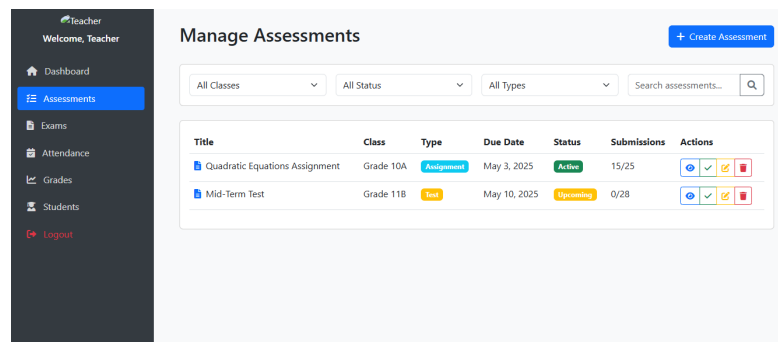 Teacher
Welcome, Teacher
Dashboard
Assessments
Exams
Attendance
Grades
Students
Logout
Manage Assessments
+ Create Assessment
All Classes
All Status
All Types
Search assessments...
Title Class Type Due Date Status Submissions Actions
Quadratic Equations Assignment Grade 10A Assignment May 3, 2025 Active 15/25
Mid-Term Test Grade 11B Test May 10, 2025 Upcoming 0/28